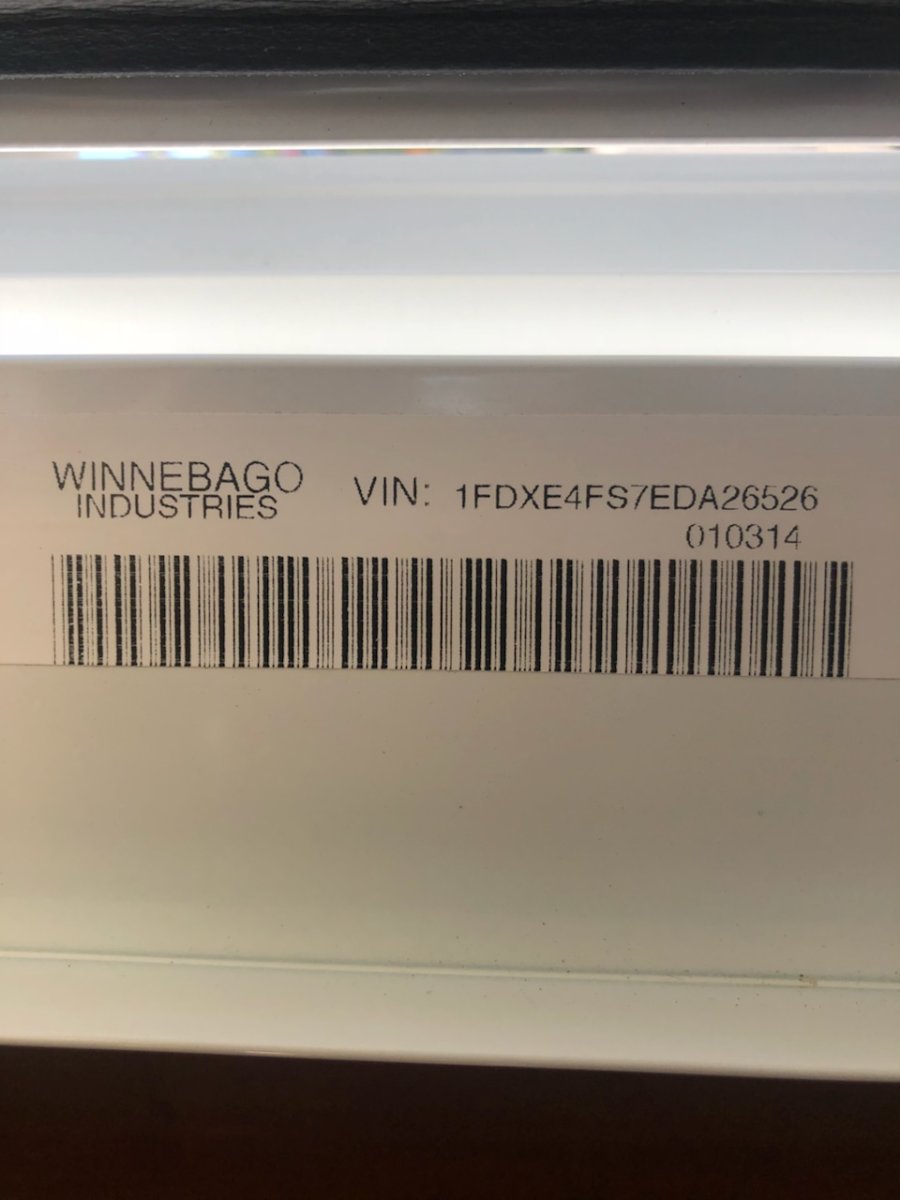 WINNEBAGO
INDUSTRIES
VIN: 1FDXE4FS7EDA26526
010314